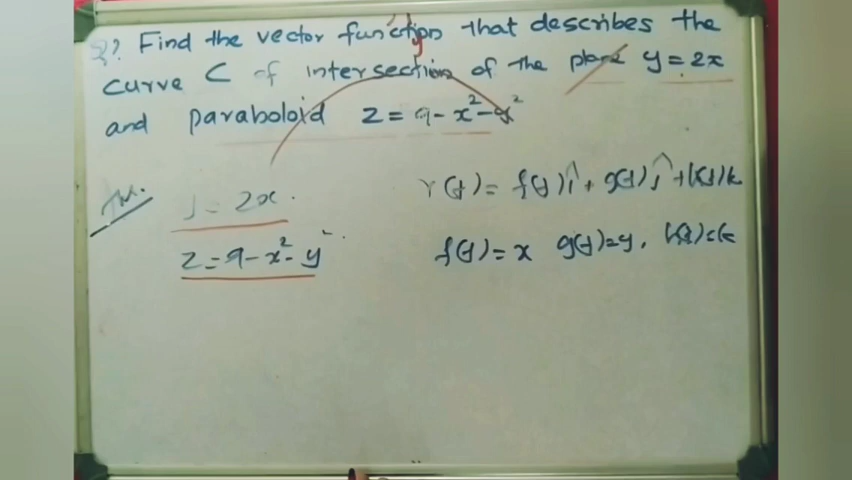 Q? Find the vector function that describes the
curve C of intersection of the plane y = 2x
and paraboloid z = 9 - x² - y²
y = 2x.
z = 9 - x² - y²
r(t) = f(t)î + g(t)ĵ + h(t)k
f(t) = x g(t) = y,